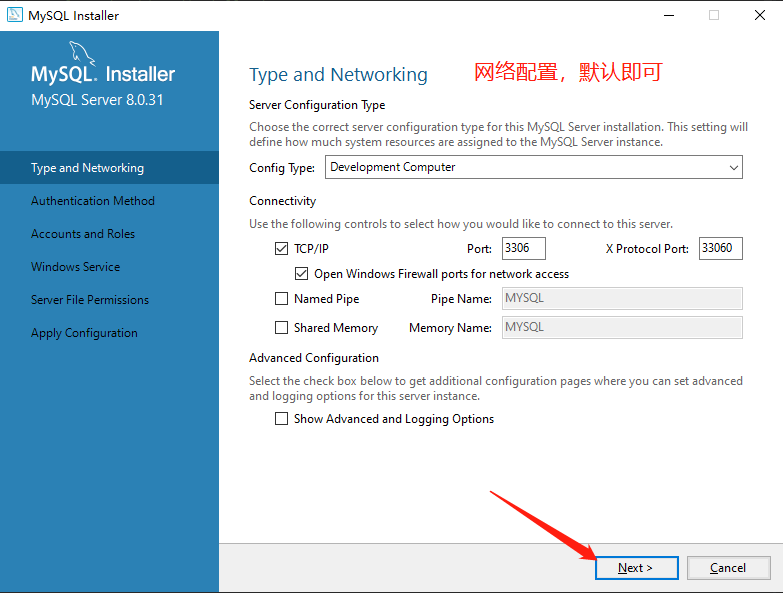 MySQL Installer
MySQL. Installer
MySQL Server 8.0.31
Type and Networking
Authentication Method
Accounts and Roles
Windows Service
Server File Permissions
Apply Configuration
Type and Networking 网络配置，默认即可
Server Configuration Type
Choose the correct server configuration type for this MySQL Server installation. This setting will
define how much system resources are assigned to the MySQL Server instance.
Config Type: Development Computer
Connectivity
Use the following controls to select how you would like to connect to this server.
TCP/IP Port: 3306 X Protocol Port: 33060
Open Windows Firewall ports for network access
Named Pipe Pipe Name: MYSQL
Shared Memory Memory Name: MYSQL
Advanced Configuration
Select the check box below to get additional configuration pages where you can set advanced
and logging options for this server instance.
Show Advanced and Logging Options
Next > Cancel